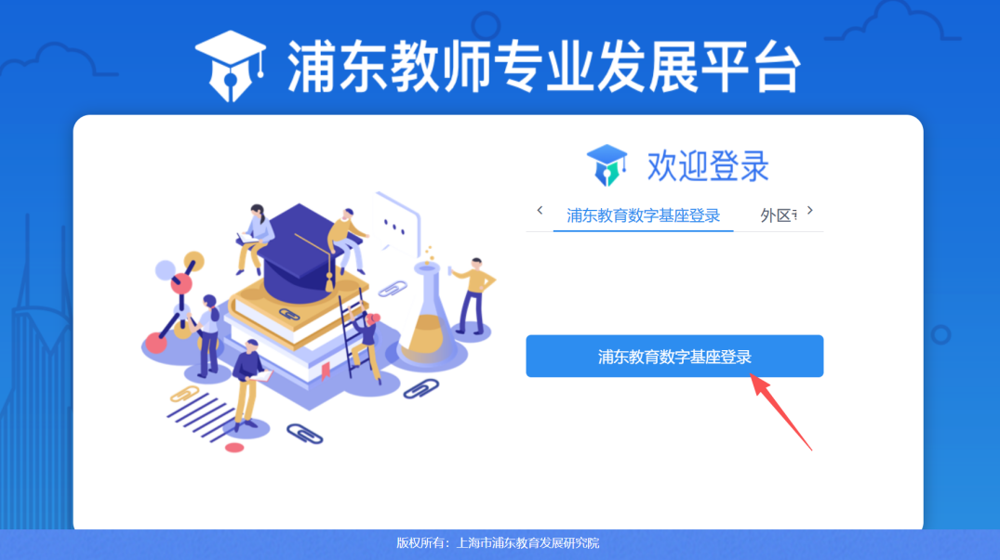 浦东教师专业发展平台
欢迎登录
浦东教育数字基座登录
外区
浦东教育数字基座登录
版权所有：上海市浦东教育发展研究院